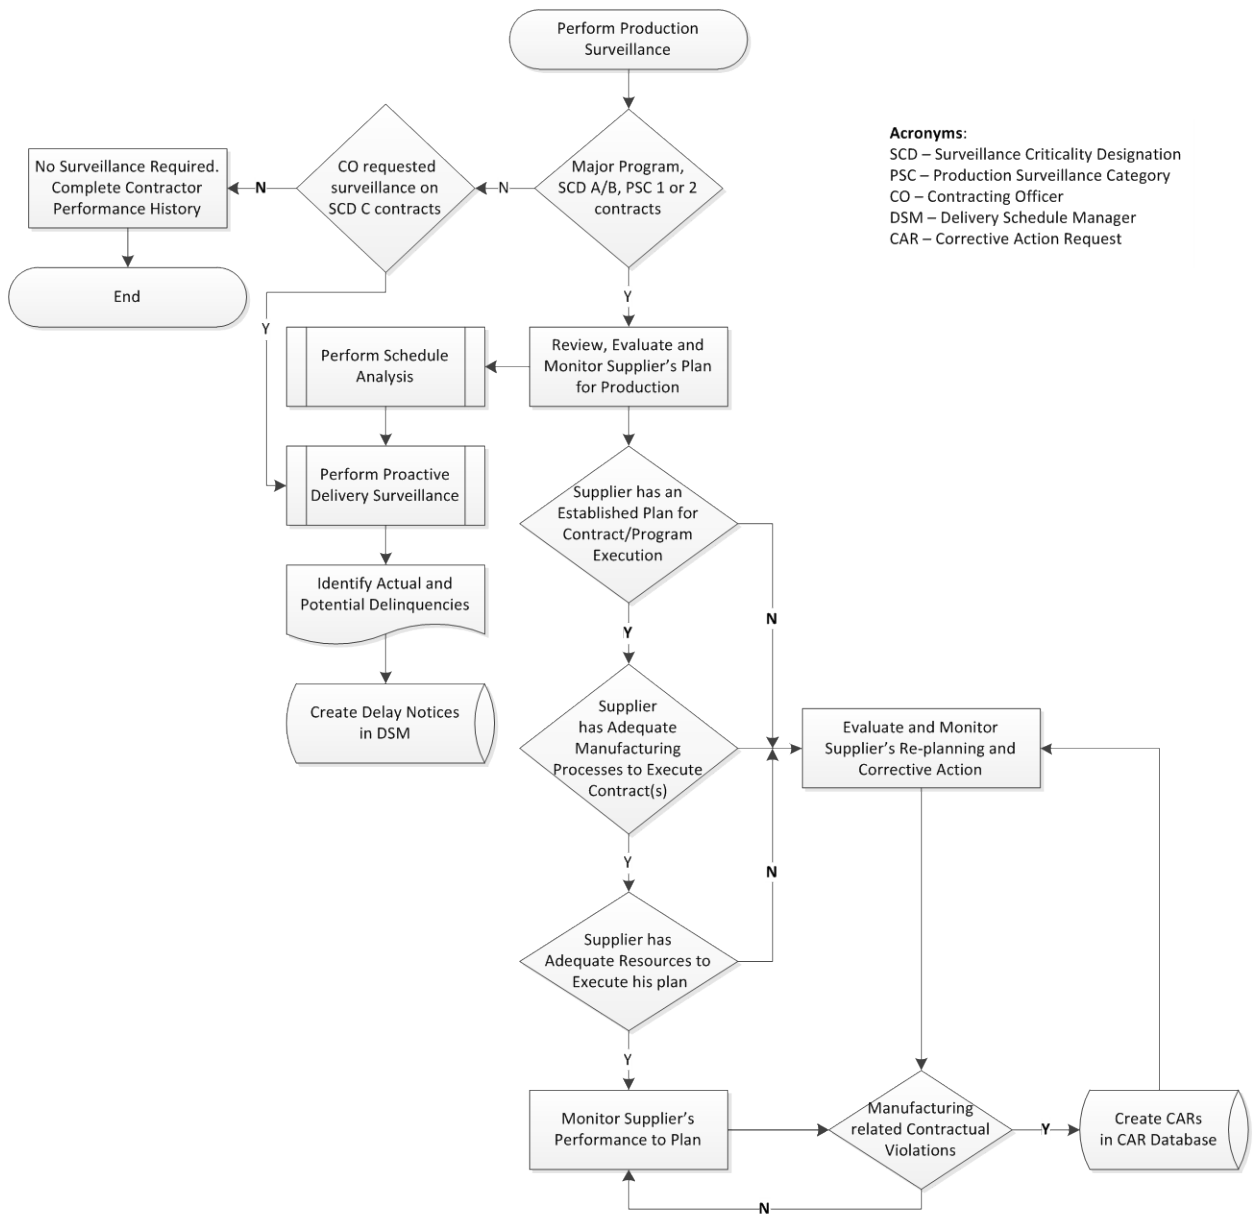 Perform Production
Surveillance
Acronyms:
SCD – Surveillance Criticality Designation
PSC – Production Surveillance Category
CO – Contracting Officer
DSM – Delivery Schedule Manager
CAR – Corrective Action Request
No Surveillance Required.
Complete Contractor
Performance History
N
CO requested
surveillance on
SCD C contracts
N
Major Program,
SCD A/B, PSC 1 or 2
contracts
End
Y
Y
Perform Schedule
Analysis
Review, Evaluate and
Monitor Supplier's Plan
for Production
Perform Proactive
Delivery Surveillance
Supplier has an
Established Plan for
Contract/Program
Execution
Identify Actual and
Potential Delinquencies
N
Y
Create Delay Notices
in DSM
Supplier
has Adequate
Manufacturing
Processes to Execute
Contract(s)
Evaluate and Monitor
Supplier's Re-planning and
Corrective Action
Y
N
Supplier has
Adequate Resources to
Execute his plan
Y
Monitor Supplier's
Performance to Plan
Manufacturing
related Contractual
Violations
Y
Create CARs
in CAR Database
N